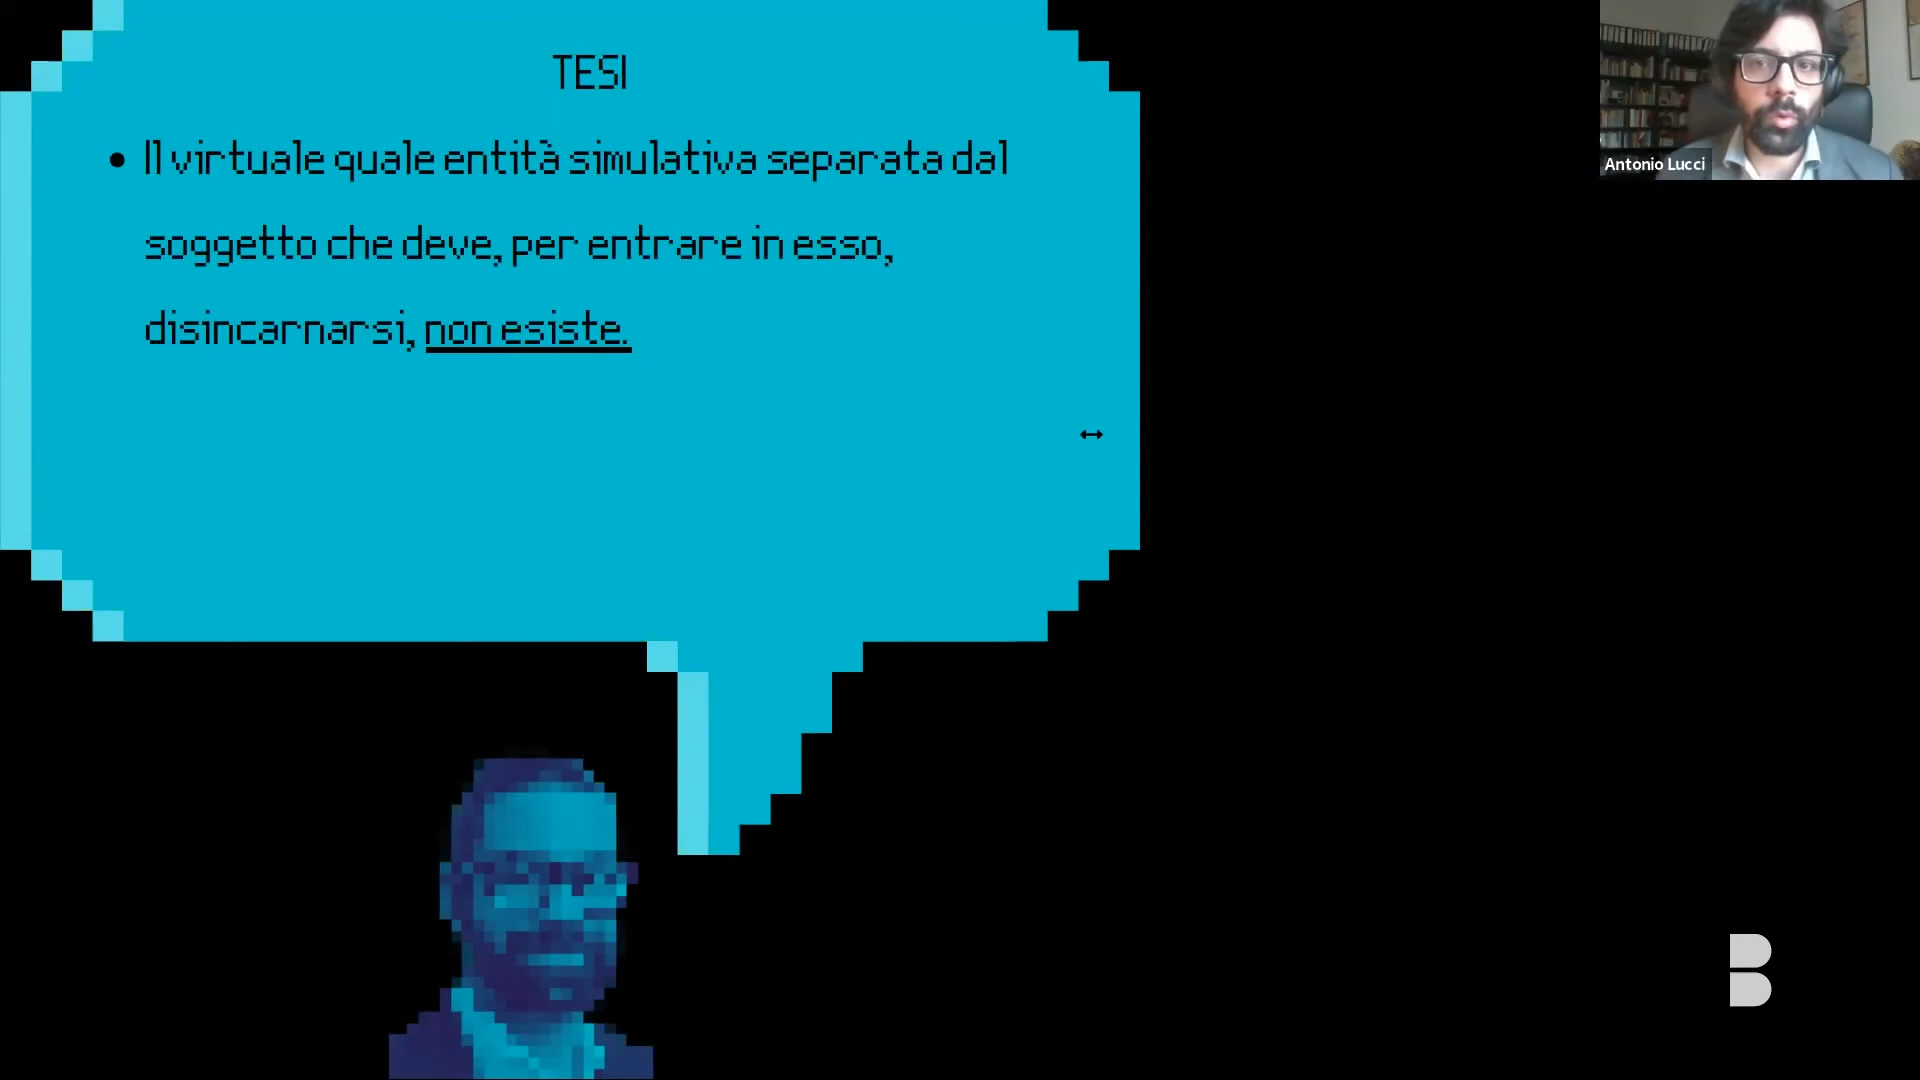 TESI
• Il virtuale quale entità simulativa separata dal
soggetto che deve, per entrare in esso,
disincarnarsi, non esiste.
Antonio Lucci
B